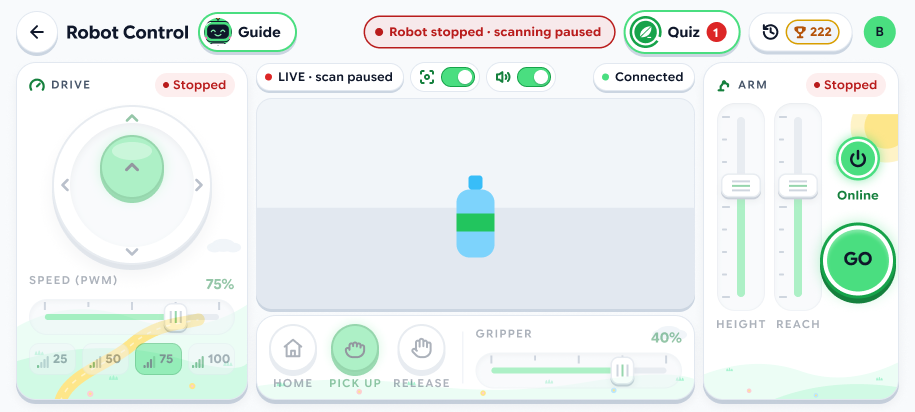 Robot Control
Guide
Robot stopped · scanning paused
Quiz 1
222
B
DRIVE
Stopped
LIVE · scan paused
Connected
ARM
Stopped
Online
GO
SPEED (PWM)
75%
25
50
75
100
HOME
PICK UP
RELEASE
GRIPPER
40%
HEIGHT
REACH